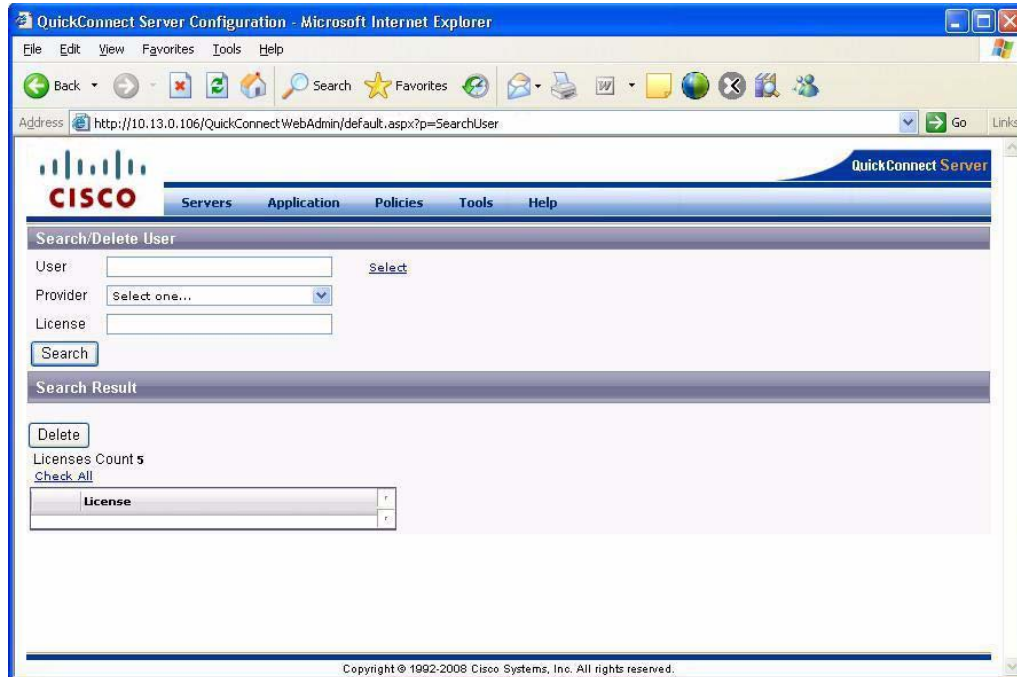 QuickConnect Server Configuration - Microsoft Internet Explorer
File Edit View Favorites Tools Help
Back Search Favorites
Address http://10.13.0.106/QuickConnectWebAdmin/default.aspx?p=SearchUser Go Links
CISCO
QuickConnect Server
Servers Application Policies Tools Help
Search/Delete User
User Select
Provider Select one...
License
Search
Search Result
Delete
Licenses Count 5
Check All
License
Copyright © 1992-2008 Cisco Systems, Inc. All rights reserved.